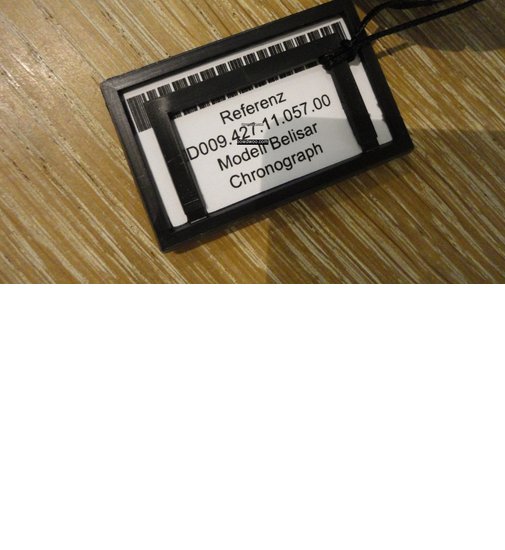 Referenz
D009.427.11.057.00
Modell Belisar
Chronograph